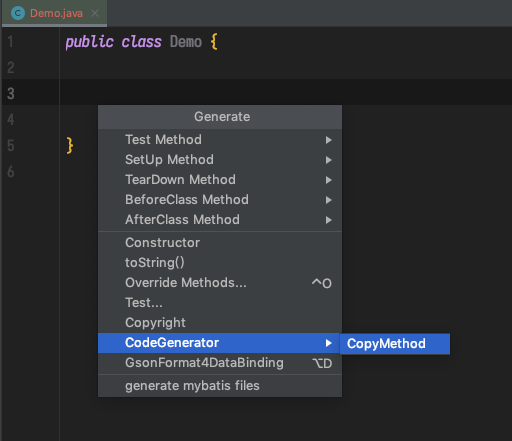 Demo.java
1 public class Demo {
2
3
4
5 }
6
Generate
Test Method
SetUp Method
TearDown Method
BeforeClass Method
AfterClass Method
Constructor
toString()
Override Methods... ^O
Test...
Copyright
CodeGenerator CopyMethod
GsonFormat4DataBinding ⌥D
generate mybatis files